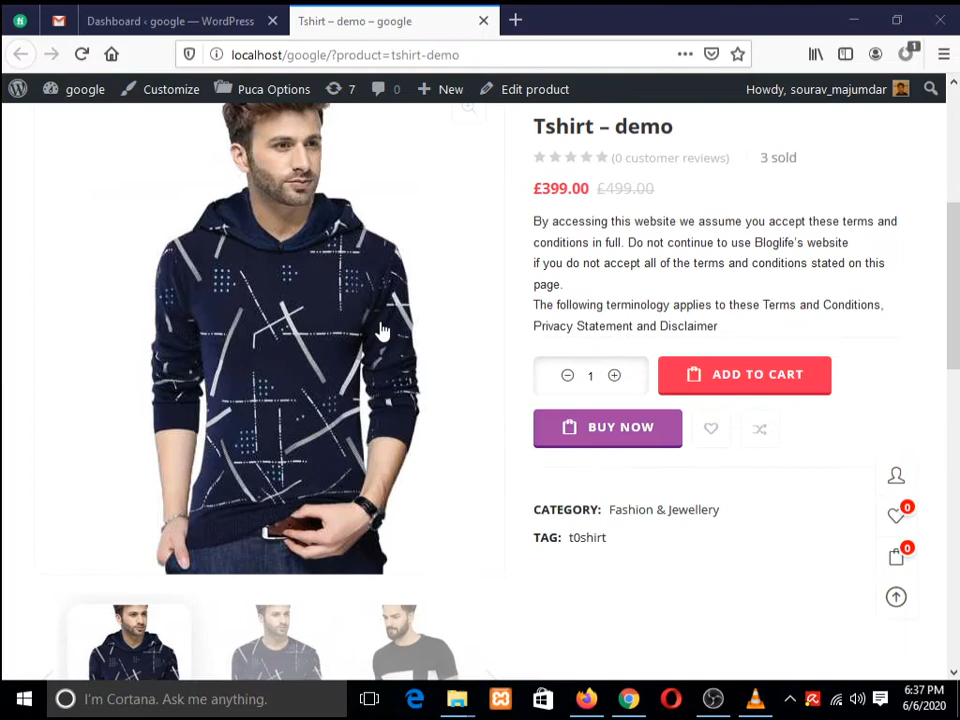 Dashboard ‹ google — WordPress
Tshirt – demo – google
localhost/google/?product=tshirt-demo
1
google
Customize
Puca Options
7
0
New
Edit product
Howdy, sourav_majumdar
Tshirt – demo
(0 customer reviews)
3 sold
£399.00 £499.00
By accessing this website we assume you accept these terms and
conditions in full. Do not continue to use Bloglife's website
if you do not accept all of the terms and conditions stated on this
page.
The following terminology applies to these Terms and Conditions,
Privacy Statement and Disclaimer
1
ADD TO CART
BUY NOW
0
CATEGORY: Fashion & Jewellery
TAG: t0shirt
0
I'm Cortana. Ask me anything.
6:37 PM
6/6/2020